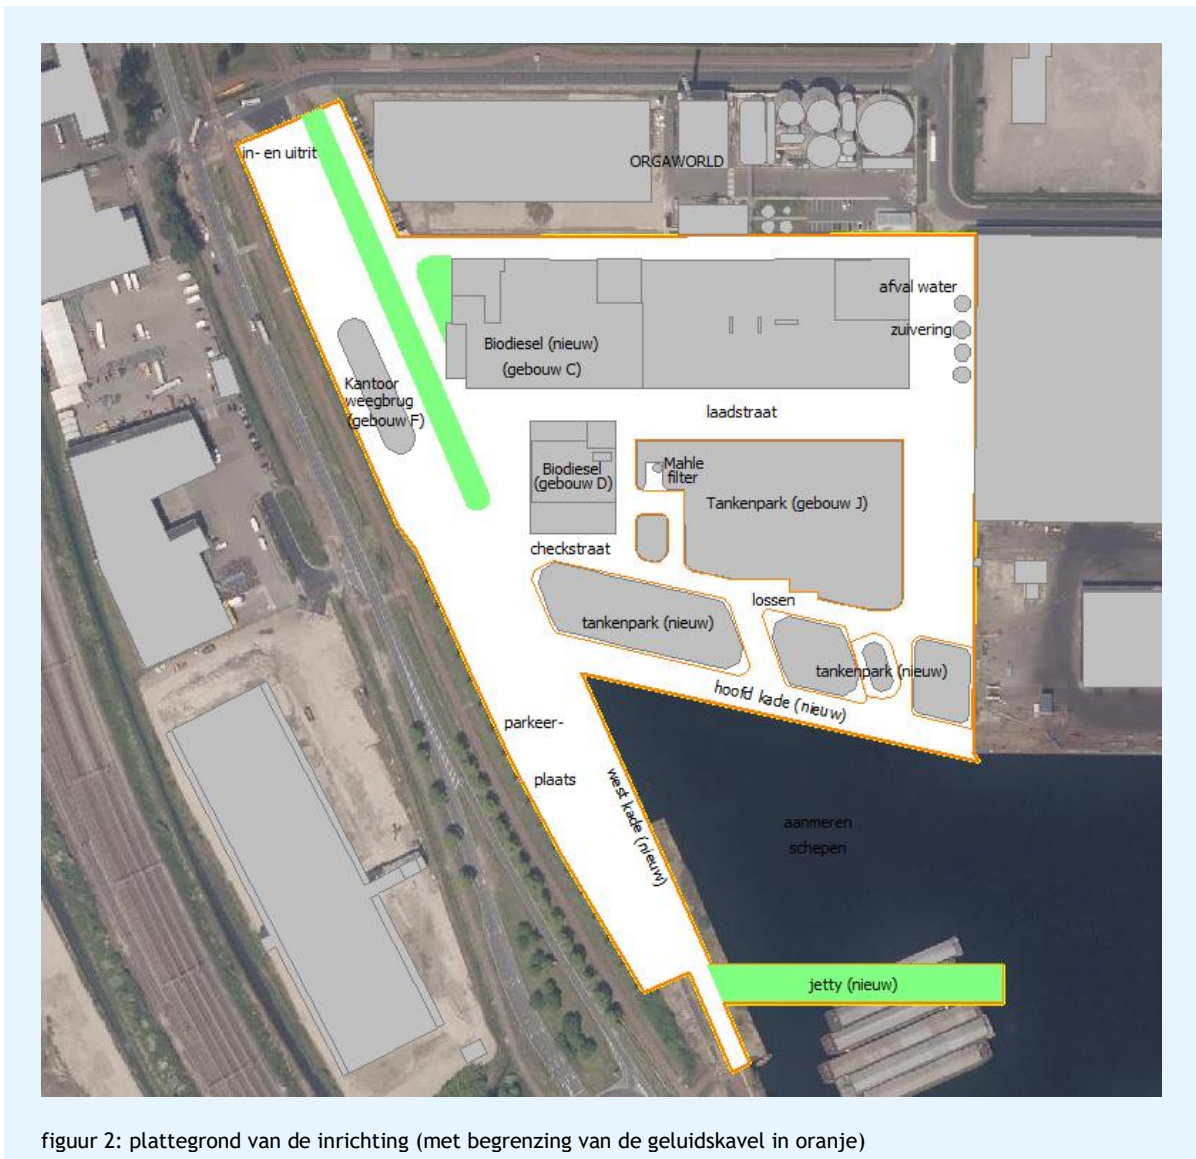 in- en uitrit
ORGAWORLD
afval water
zuivering
Biodiesel (nieuw)
(gebouw C)
Kantoor
weegbrug
(gebouw F)
laadstraat
Biodiesel
(gebouw D)
Mahle
filter
Tankenpark (gebouw J)
checkstraat
lossen
tankenpark (nieuw)
tankenpark (nieuw)
hoofd kade (nieuw)
parkeer-
plaats
west kade (nieuw)
aanmeren
schepen
jetty (nieuw)
figuur 2: plattegrond van de inrichting (met begrenzing van de geluidskavel in oranje)